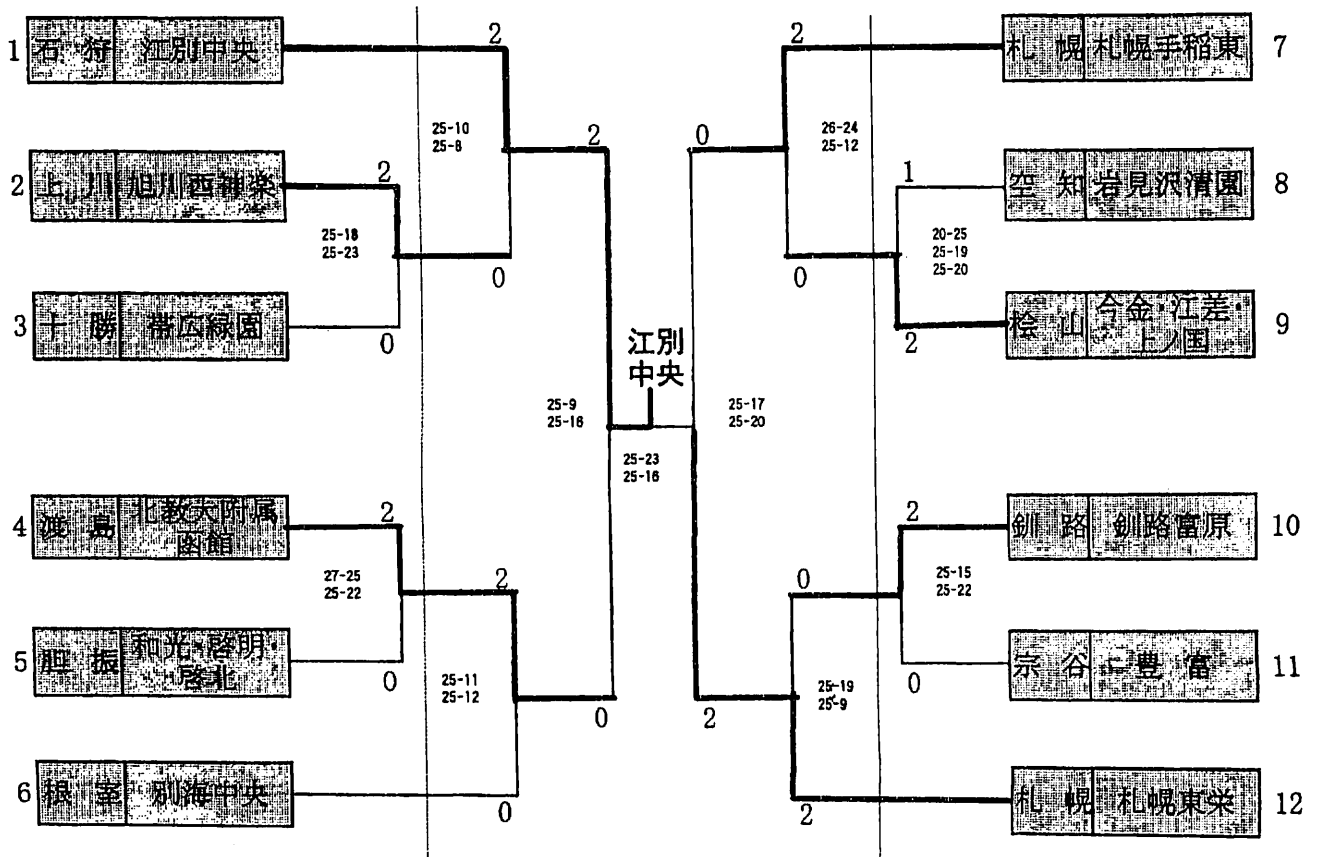 1 石狩 江別中央
2 上川 旭川西神楽
3 十勝 帯広緑園
4 渡島 北教大附属
函館
5 胆振 和光・啓明・
啓北
6 根室 別海中央
2
25-10
25-8
2
2
25-18
25-23
0
0
2
27-25
25-22
2
0
25-11
25-12
0
0
25-9
25-16
江別
中央
25-23
25-16
0
25-17
25-20
2
2
26-24
25-12
1
20-25
25-19
25-20
0
2
2
0
25-15
25-22
0
25-19
25-9
2
札幌 札幌手稲東 7
空知 岩見沢清園 8
桧山 今金・江差・
上ノ国 9
釧路 釧路富原 10
宗谷 豊富 11
札幌 札幌東栄 12